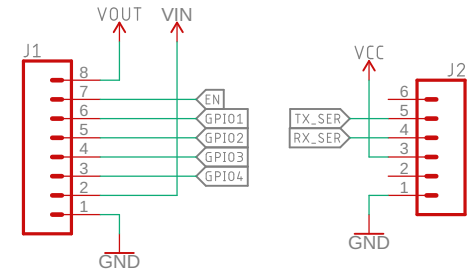 VOUT VIN
J1
8
7 EN
6 GPIO1
5 GPIO2
4 GPIO3
3 GPIO4
2
1
GND
VCC
J2
6
TX_SER 5
RX_SER 4
3
2
1
GND